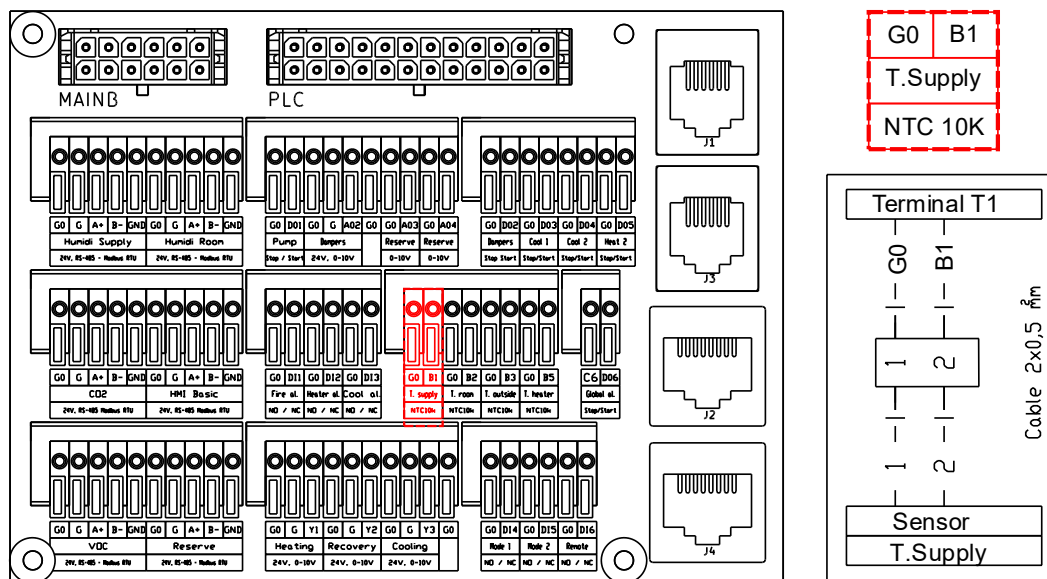 MAINB PLC
J1
G0 G A+ B- GND G0 G A+ B- GND
Humidi Supply Humidi Room
24V, RS-485 - Modbus RTU 24V, RS-485 - Modbus RTU
G0 DO1 G0 G AO2 G0 G0 AO3 G0 AO4
Pump Dampers Reserve Reserve
Stop / Start 24V, 0-10V 0-10V 0-10V
G0 DO2 G0 DO3 G0 DO4 G0 DO5
Dampers Cool 1 Cool 2 Heat 2
Stop Start Stop/Start Stop/Start Stop/Start
J3
G0 G A+ B- GND G0 G A+ B- GND
CO2 HMI Basic
24V, RS-485 Modbus RTU 24V, RS-485 - Modbus RTU
G0 DI1 G0 DI2 G0 DI3
Fire al. Heater al. Cool al.
NO / NC NO / NC NO / NC
G0 B1 G0 B2 G0 B3 G0 B5
T. supply T. room T. outside T. heater
NTC10k NTC10k NTC10k NTC10k
C6 DO6
Global al.
Stop/Start
J2
G0 G A+ B- GND G0 G A+ B- GND
VOC Reserve
24V, RS-485 - Modbus RTU 24V, RS-485 - Modbus RTU
G0 G Y1 G0 G Y2 G0 G Y3 G0
Heating Recovery Cooling
24V, 0-10V 24V, 0-10V 24V, 0-10V
G0 DI4 G0 DI5 G0 DI6
Mode 1 Mode 2 Remote
NO / NC NO / NC NO / NC
J4
G0 B1
T.Supply
NTC 10K
Terminal T1
G0 B1
1 2
1 2
Cable 2x0,5 mm²
Sensor
T.Supply